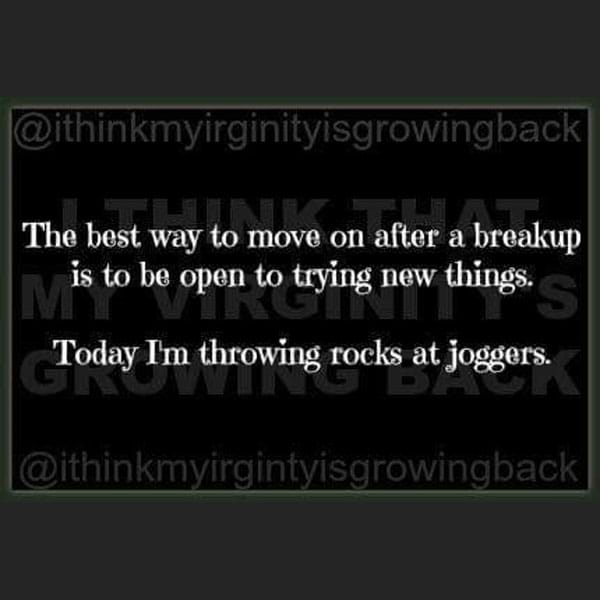 @ithinkmyirginityisgrowingback
I THINK THAT
The best way to move on after a breakup
is to be open to trying new things.
MY VIRGINITY'S
Today I'm throwing rocks at joggers.
GROWING BACK
@ithinkmyirgintyisgrowingback